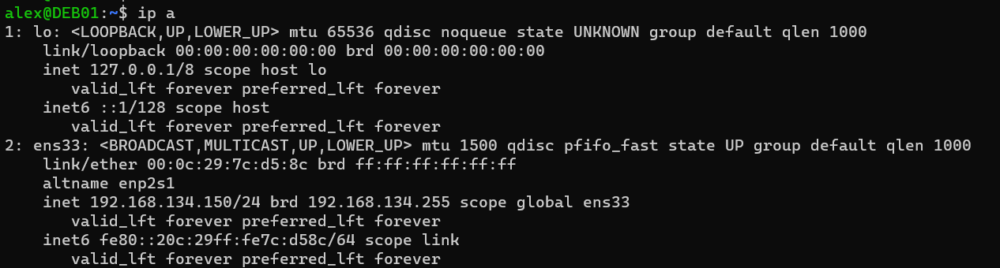 alex@DEB01:~$ ip a
1: lo: <LOOPBACK,UP,LOWER_UP> mtu 65536 qdisc noqueue state UNKNOWN group default qlen 1000
    link/loopback 00:00:00:00:00:00 brd 00:00:00:00:00:00
    inet 127.0.0.1/8 scope host lo
       valid_lft forever preferred_lft forever
    inet6 ::1/128 scope host
       valid_lft forever preferred_lft forever
2: ens33: <BROADCAST,MULTICAST,UP,LOWER_UP> mtu 1500 qdisc pfifo_fast state UP group default qlen 1000
    link/ether 00:0c:29:7c:d5:8c brd ff:ff:ff:ff:ff:ff
    altname enp2s1
    inet 192.168.134.150/24 brd 192.168.134.255 scope global ens33
       valid_lft forever preferred_lft forever
    inet6 fe80::20c:29ff:fe7c:d58c/64 scope link
       valid_lft forever preferred_lft forever